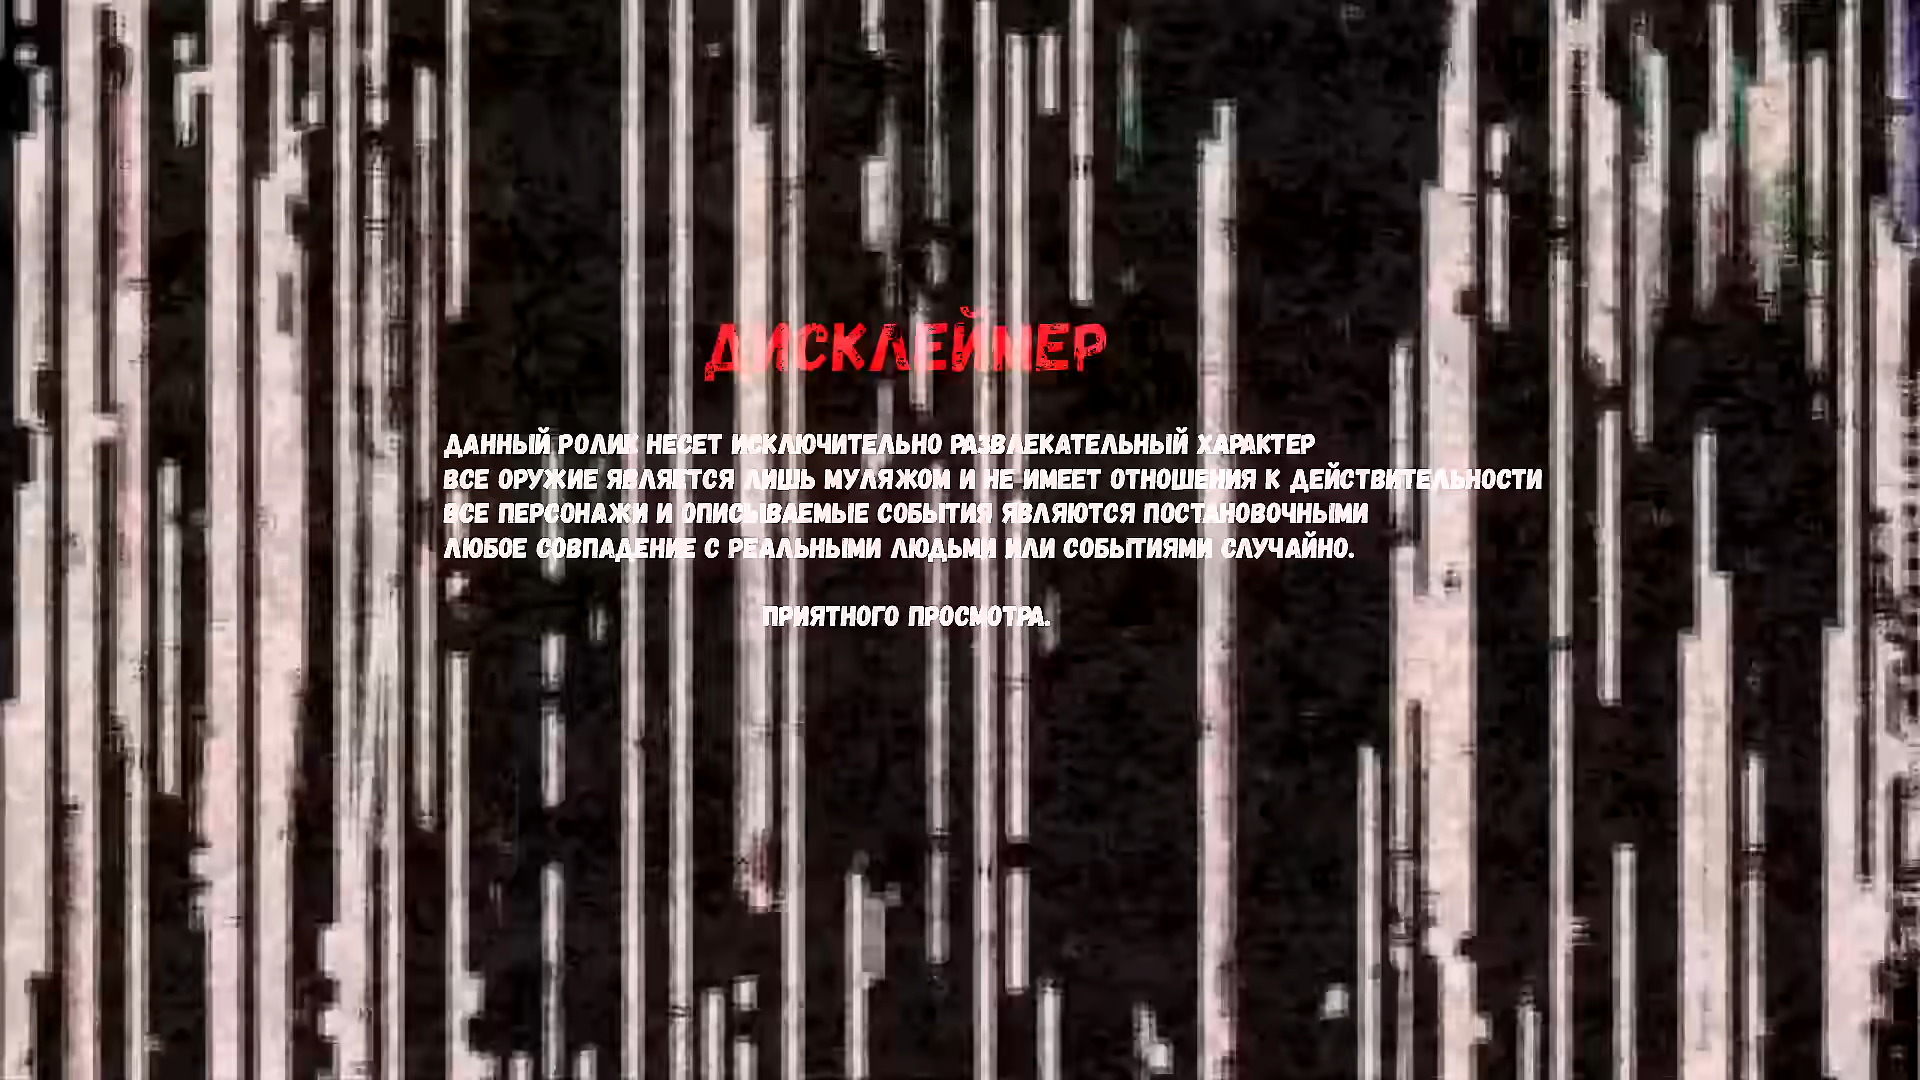 ДИСКЛЕЙМЕР
ДАННЫЙ РОЛИК НЕСЕТ ИСКЛЮЧИТЕЛЬНО РАЗВЛЕКАТЕЛЬНЫЙ ХАРАКТЕР
ВСЕ ОРУЖИЕ ЯВЛЯЕТСЯ ЛИШЬ МУЛЯЖОМ И НЕ ИМЕЕТ ОТНОШЕНИЯ К ДЕЙСТВИТЕЛЬНОСТИ
ВСЕ ПЕРСОНАЖИ И ОПИСЫВАЕМЫЕ СОБЫТИЯ ЯВЛЯЮТСЯ ПОСТАНОВОЧНЫМИ
ЛЮБОЕ СОВПАДЕНИЕ С РЕАЛЬНЫМИ ЛЮДЬМИ ИЛИ СОБЫТИЯМИ СЛУЧАЙНО.
ПРИЯТНОГО ПРОСМОТРА.